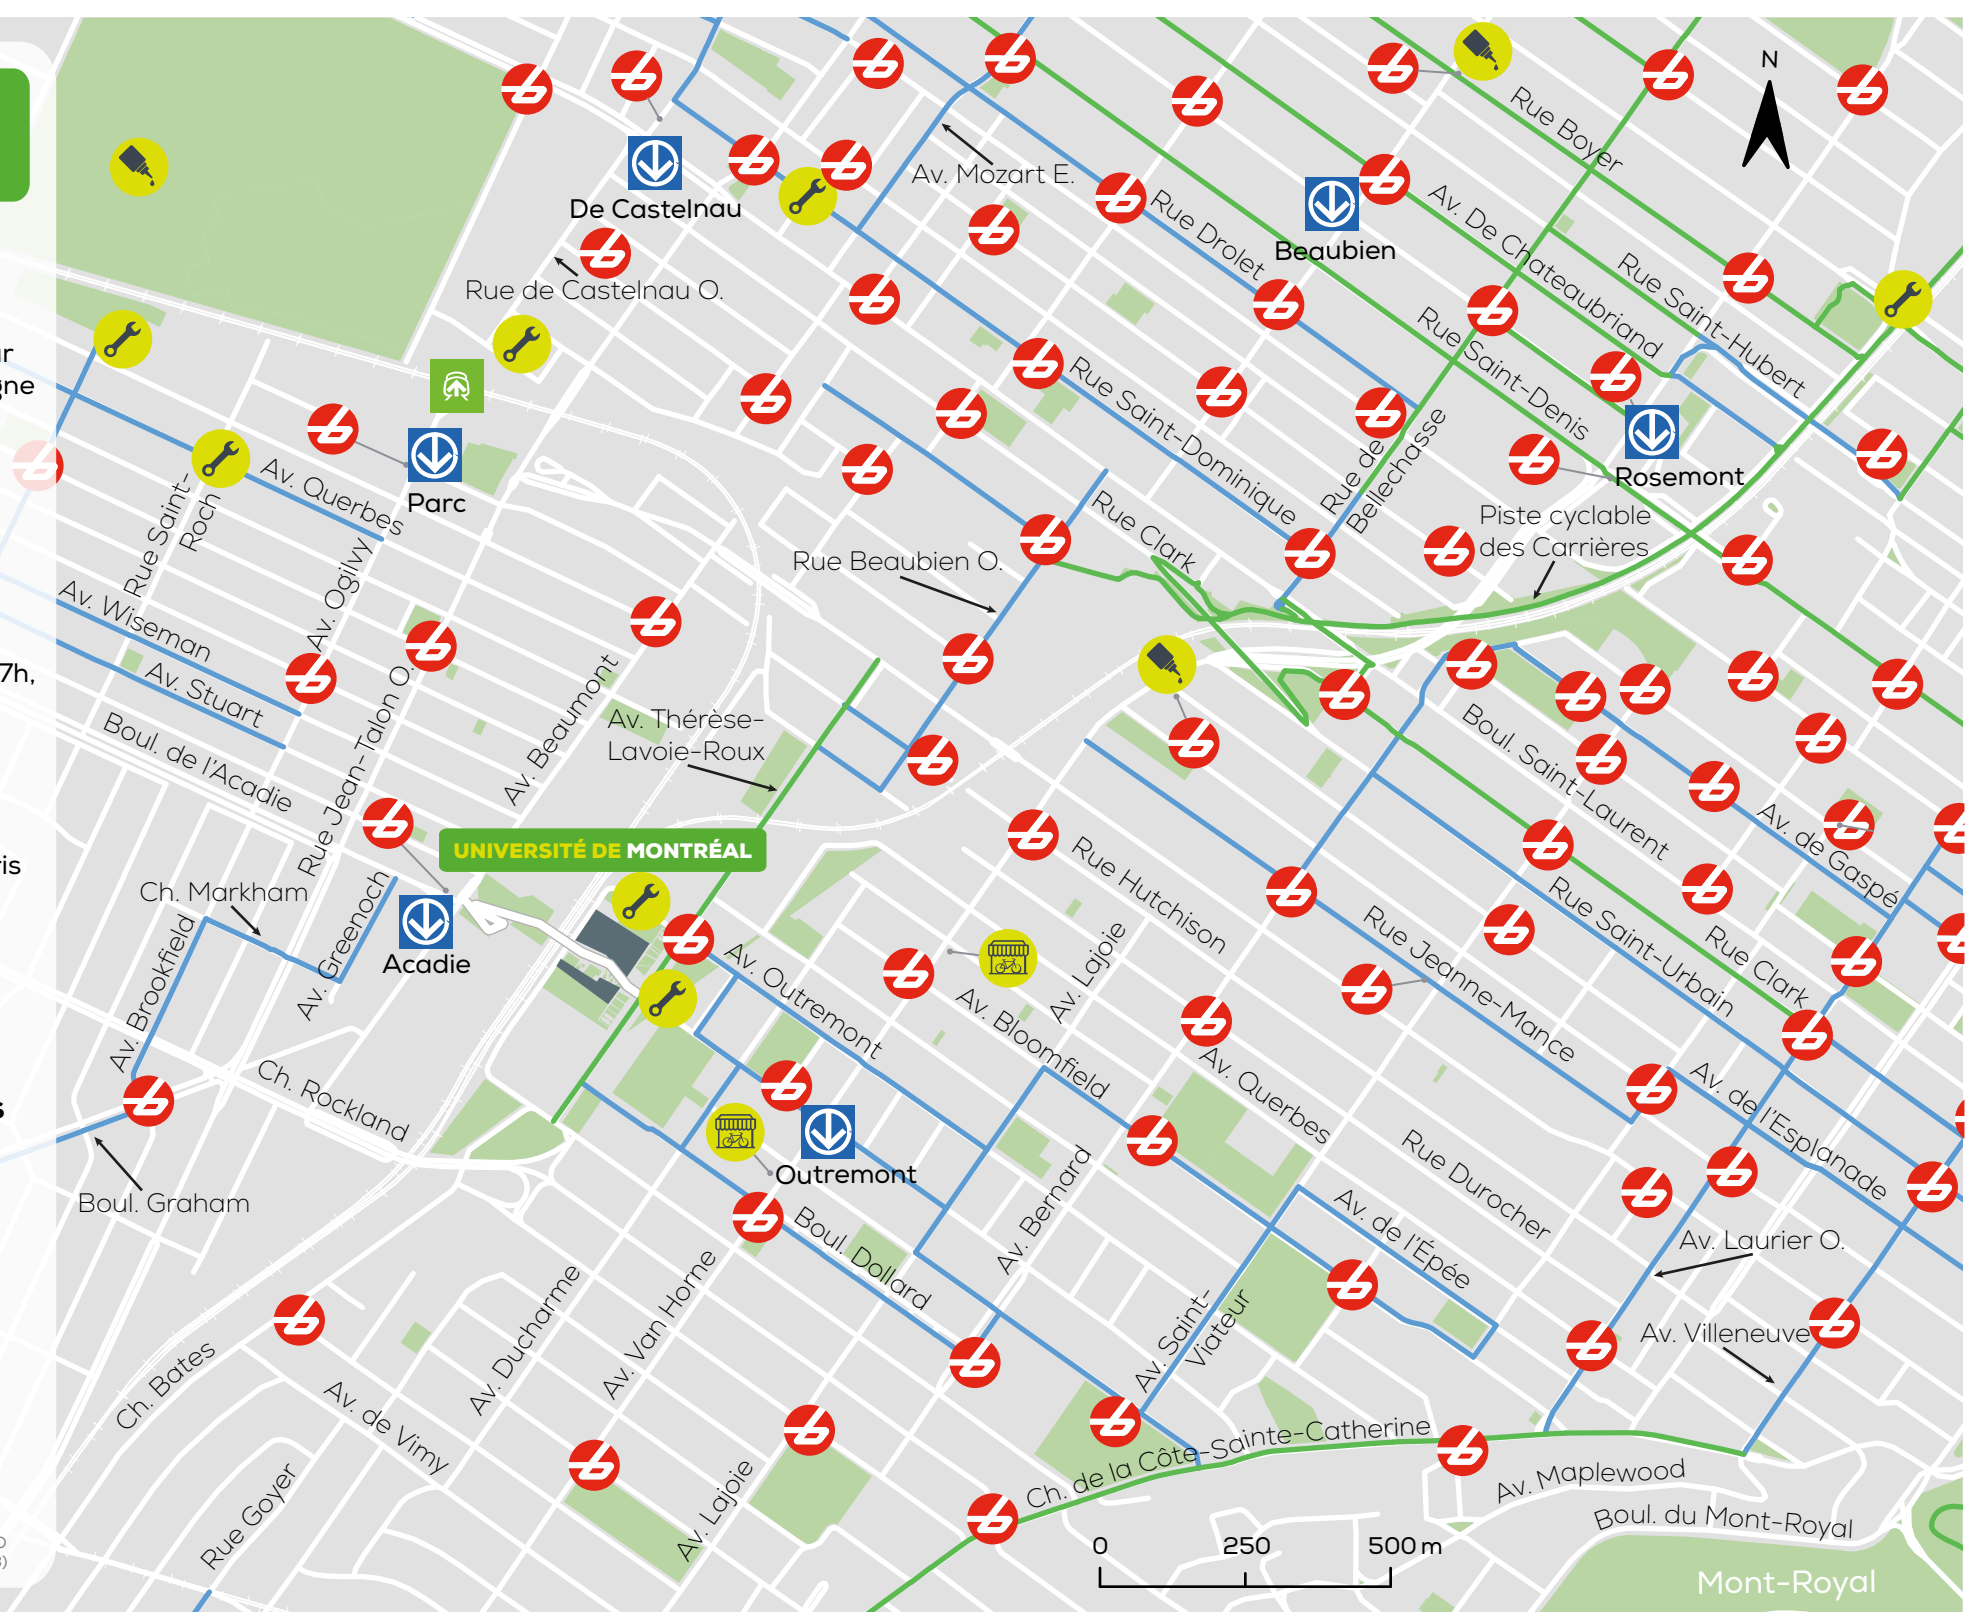 N
Rue Boyer
Av. Mozart E.
De Castelnau
Rue Drolet
Beaubien
Av. De Chateaubriand
Rue Saint-Hubert
Rue de Castelnau O.
Rue Saint-Denis
gne
Rue Saint-Dominique
Rue de
Bellechasse
Rosemont
Av. Querbes
Parc
Rue Saint-
Roch
Rue Clark
Piste cyclable
des Carrières
Av. Ogilvy
Rue Beaubien O.
Av. Wiseman
Av. Stuart
7h,
Av. Beaumont
Rue Jean-Talon O.
Av. Thérèse-
Lavoie-Roux
Boul. de l'Acadie
Boul. Saint-Laurent
Av. de Gaspé
UNIVERSITÉ DE MONTRÉAL
ris
Ch. Markham
Rue Hutchison
Av. Brookfield
Av. Greenoch
Acadie
Av. Outremont
Av. Lajoie
Rue Jeanne-Mance
Rue Saint-Urbain
Rue Clark
Av. Bloomfield
Ch. Rockland
Av. Querbes
Av. de l'Esplanade
s
Outremont
Rue Durocher
Boul. Graham
Av. Bernard
Boul. Dollard
Av. de l'Épée
Av. Laurier O.
Av. Ducharme
Av. Van Horne
Av. Saint-
Viateur
Av. Villeneuve
Ch. Bates
Av. de Vimy
Ch. de la Côte-Sainte-Catherine
Av. Maplewood
Rue Goyer
Av. Lajoie
Boul. du Mont-Royal
0 250 500 m
Mont-Royal